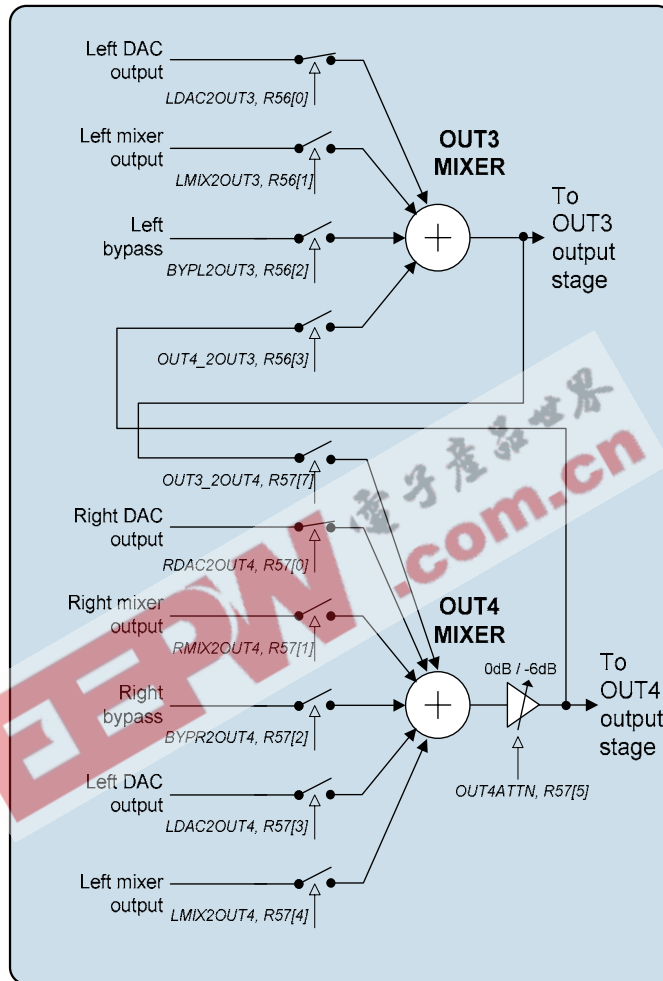 Left DAC
output
LDAC2OUT3, R56[0]
Left mixer
output
LMIX2OUT3, R56[1]
OUT3
MIXER
Left
bypass
BYPL2OUT3, R56[2]
To
OUT3
output
stage
OUT4_2OUT3, R56[3]
OUT3_2OUT4, R57[7]
Right DAC
output
RDAC2OUT4, R57[0]
Right mixer
output
RMIX2OUT4, R57[1]
OUT4
MIXER
Right
bypass
BYPR2OUT4, R57[2]
0dB / -6dB
To
OUT4
output
stage
OUT4ATTN, R57[5]
Left DAC
output
LDAC2OUT4, R57[3]
Left mixer
output
LMIX2OUT4, R57[4]
EEPW
電子產品世界
.com.cn